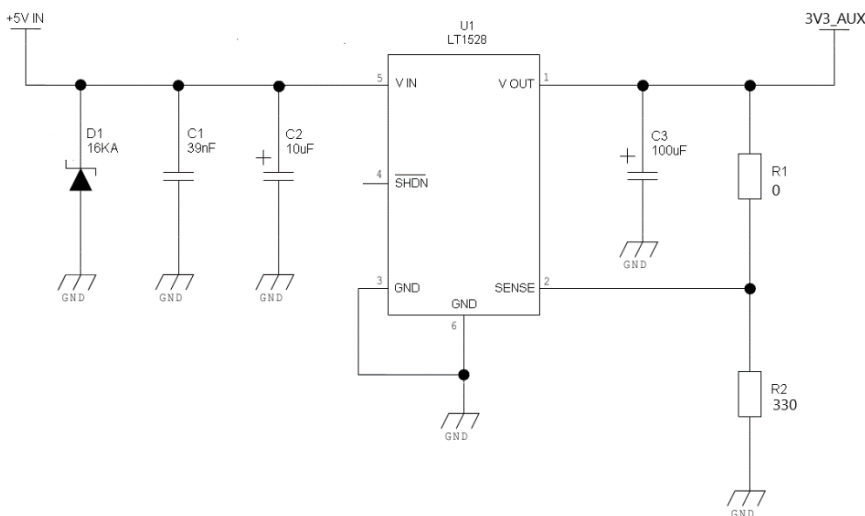 +5V IN
3V3_AUX
U1
LT1528
5
V IN
V OUT
1
D1
16KA
C1
39nF
C2
10uF
C3
100uF
4
SHDN
R1
0
3
GND
SENSE
2
GND
6
GND
GND
GND
GND
GND
R2
330
GND